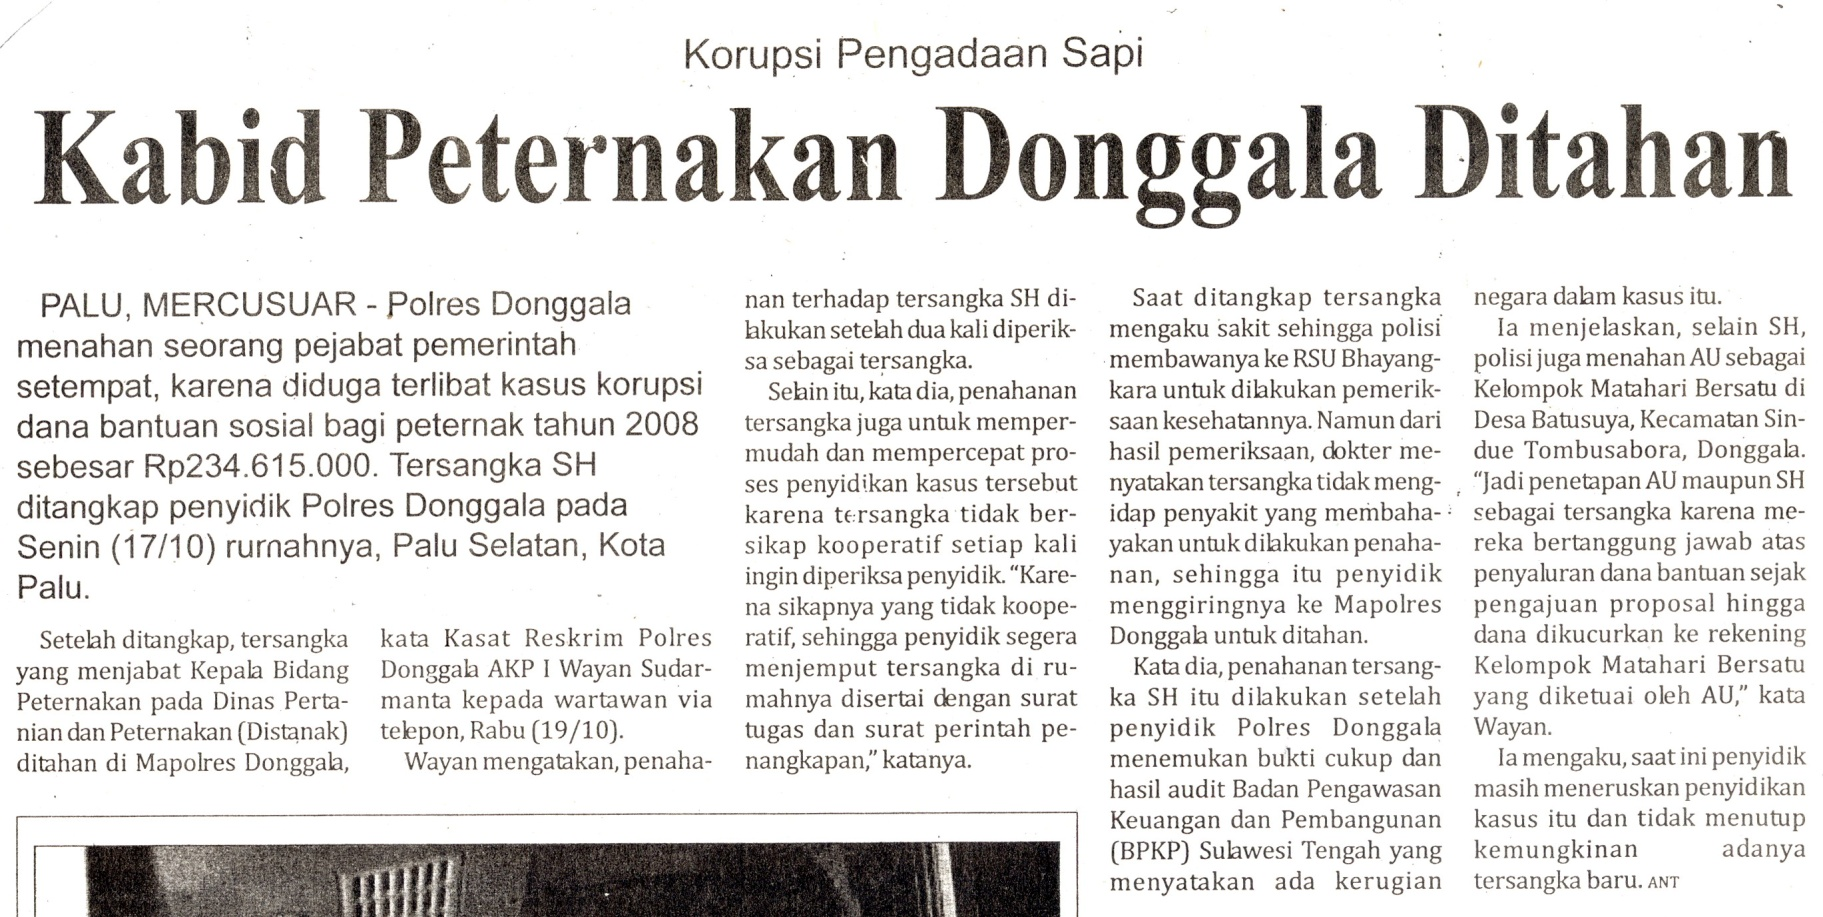 Korupsi Pengadaan Sapi
Kabid Peternakan Donggala Ditahan
PALU, MERCUSUAR - Polres Donggala
menahan seorang pejabat pemerintah
setempat, karena diduga terlibat kasus korupsi
dana bantuan sosial bagi peternak tahun 2008
sebesar Rp234.615.000. Tersangka SH
ditangkap penyidik Polres Donggala pada
Senin (17/10) rurnahnya, Palu Selatan, Kota
Palu.
Setelah ditangkap, tersangka
yang menjabat Kepala Bidang
Peternakan pada Dinas Perta-
nian dan Peternakan (Distanak)
ditahan di Mapolres Donggala,
kata Kasat Reskrim Polres
Donggala AKP I Wayan Sudar-
manta kepada wartawan via
telepon, Rabu (19/10).
Wayan mengatakan, penaha-
nan terhadap tersangka SH di-
lakukan setelah dua kali diperik-
sa sebagai tersangka.
Selain itu, kata dia, penahanan
tersangka juga untuk memper-
mudah dan mempercepat pro-
ses penyidikan kasus tersebut
karena tersangka tidak ber-
sikap kooperatif setiap kali
ingin diperiksa penyidik. “Kare-
na sikapnya yang tidak koope-
ratif, sehingga penyidik segera
menjemput tersangka di ru-
mahnya disertai dengan surat
tugas dan surat perintah pe-
nangkapan,” katanya.
Saat ditangkap tersangka
mengaku sakit sehingga polisi
membawanya ke RSU Bhayang-
kara untuk dilakukan pemerik-
saan kesehatannya. Namun dari
hasil pemeriksaan, dokter me-
nyatakan tersangka tidak meng-
idap penyakit yang membaha-
yakan untuk dilakukan penaha-
nan, sehingga itu penyidik
menggiringnya ke Mapolres
Donggala untuk ditahan.
Kata dia, penahanan tersang-
ka SH itu dilakukan setelah
penyidik Polres Donggala
menemukan bukti cukup dan
hasil audit Badan Pengawasan
Keuangan dan Pembangunan
(BPKP) Sulawesi Tengah yang
menyatakan ada kerugian
negara dalam kasus itu.
Ia menjelaskan, selain SH,
polisi juga menahan AU sebagai
Kelompok Matahari Bersatu di
Desa Batusuya, Kecamatan Sin-
due Tombusabora, Donggala.
“Jadi penetapan AU maupun SH
sebagai tersangka karena me-
reka bertanggung jawab atas
penyaluran dana bantuan sejak
pengajuan proposal hingga
dana dikucurkan ke rekening
Kelompok Matahari Bersatu
yang diketuai oleh AU,” kata
Wayan.
Ia mengaku, saat ini penyidik
masih meneruskan penyidikan
kasus itu dan tidak menutup
kemungkinan adanya
tersangka baru. ANT